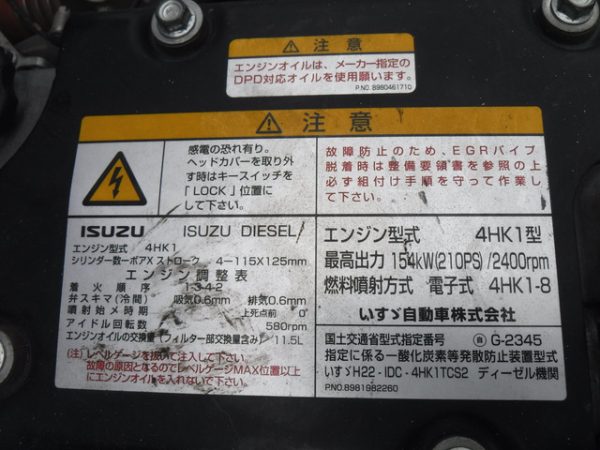 ⚠ 注意
エンジンオイルは、メーカー指定の
DPD対応オイルを使用願います。
P.NO. 8980461710
⚠ 注意
感電の恐れ有り。
ヘッドカバーを取り外
す時はキースイッチを
「LOCK」位置に
して下さい。
故障防止のため、EGRパイプ
脱着時は整備要領書を参照の上
必ず組付け手順を守って作業し
て下さい。
ISUZU ISUZU DIESEL
エンジン型式 4HK1
シリンダー数ーボアXストローク 4-115X125mm
エンジン調整表
着火順序 1-3-4-2
弁スキマ(冷間) 吸気0.6mm 排気0.6mm
噴射始メ時期 上死点前 0°
アイドル回転数 580rpm
エンジンオイルの交換量(フィルター部交換量含み) 11.5L
(注)レベルゲージを抜いて注入して下さい。
故障の原因となるのでレベルゲージMAX位置以上
にエンジンオイルを入れないで下さい。
エンジン型式 4HK1型
最高出力 154kW(210PS)/2400rpm
燃料噴射方式 電子式 4HK1-8
いすゞ自動車株式会社
国土交通省型式指定番号 自 G-2345
指定に係る一酸化炭素等発散防止装置型式
いすゞH22-IDC-4HK1TCS2 ディーゼル機関
P.NO. 8981982260